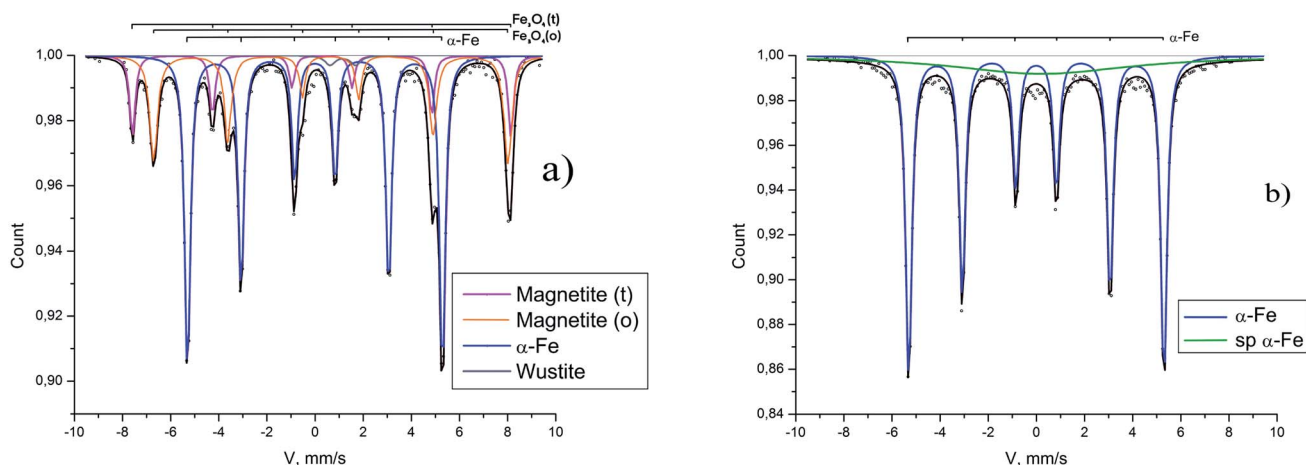 Fe₃O₄(t)
Fe₃O₄(o)
α-Fe
1,00
0,98
0,96
0,94
0,92
0,90
Count
a)
Magnetite (t)
Magnetite (o)
α-Fe
Wustite
-10 -8 -6 -4 -2 0 2 4 6 8 10
V, mm/s
α-Fe
1,00
0,98
0,96
0,94
0,92
0,90
0,88
0,86
0,84
Count
b)
α-Fe
sp α-Fe
-10 -8 -6 -4 -2 0 2 4 6 8 10
V, mm/s